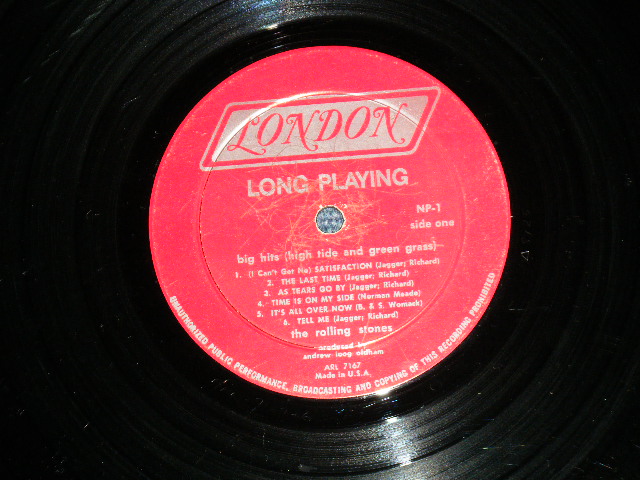 LONDON
LONG PLAYING
NP-1
side one
big hits (high tide and green grass)
1. (I Can't Get No) SATISFACTION (Jagger; Richard)
2. THE LAST TIME (Jagger; Richard)
3. AS TEARS GO BY (Jagger; Richard)
4. TIME IS ON MY SIDE (Norman Meade)
5. IT'S ALL OVER NOW (B. & S. Womack)
6. TELL ME (Jagger; Richard)
the rolling stones
produced by
andrew loog oldham
ARL 7167
Made in U.S.A.
UNAUTHORIZED PUBLIC PERFORMANCE, BROADCASTING AND COPYING OF THIS RECORDING PROHIBITED